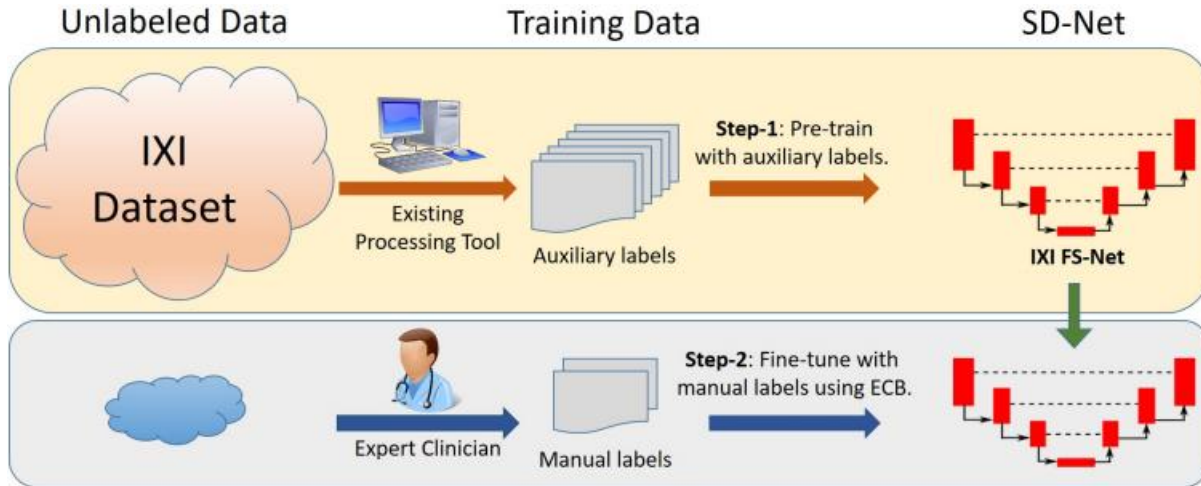 Unlabeled Data
Training Data
SD-Net
IXI
Dataset
Existing
Processing Tool
Auxiliary labels
Step-1: Pre-train
with auxiliary labels.
IXI FS-Net
Expert Clinician
Manual labels
Step-2: Fine-tune with
manual labels using ECB.